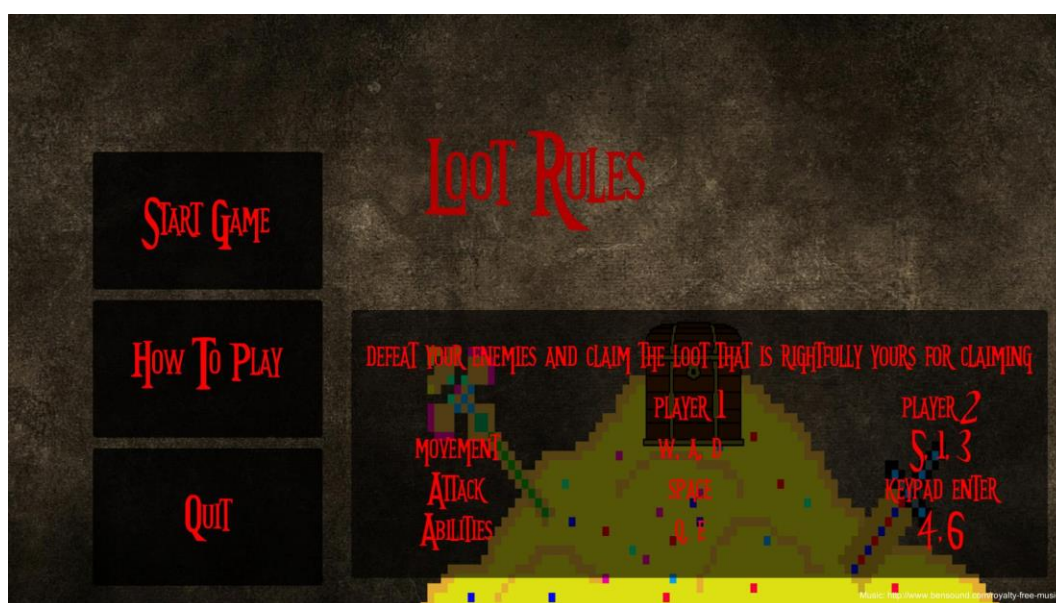 Loot Rules
Start Game
How To Play
Quit
defeat your enemies and claim the loot that is rightfully yours for claiming
player 1 player 2
movement W, A, D 5, 1, 3
Attack space keypad enter
Abilities Q, 4, 6
Music: http://www.bensound.com/royalty-free-musi